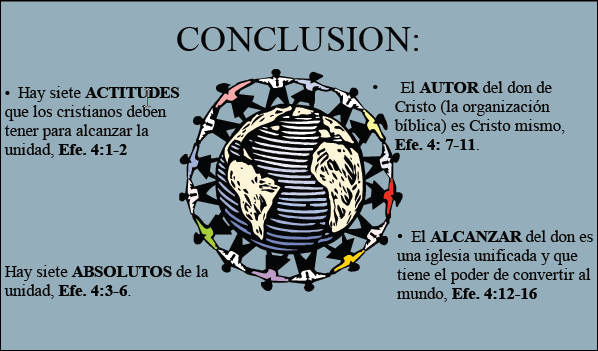 CONCLUSION:
• Hay siete ACTITUDES
que los cristianos deben
tener para alcanzar la
unidad, Efe. 4:1-2
• El AUTOR del don de
Cristo (la organización
bíblica) es Cristo mismo,
Efe. 4: 7-11.
Hay siete ABSOLUTOS de la
unidad, Efe. 4:3-6.
• El ALCANZAR del don es
una iglesia unificada y que
tiene el poder de convertir al
mundo, Efe. 4:12-16